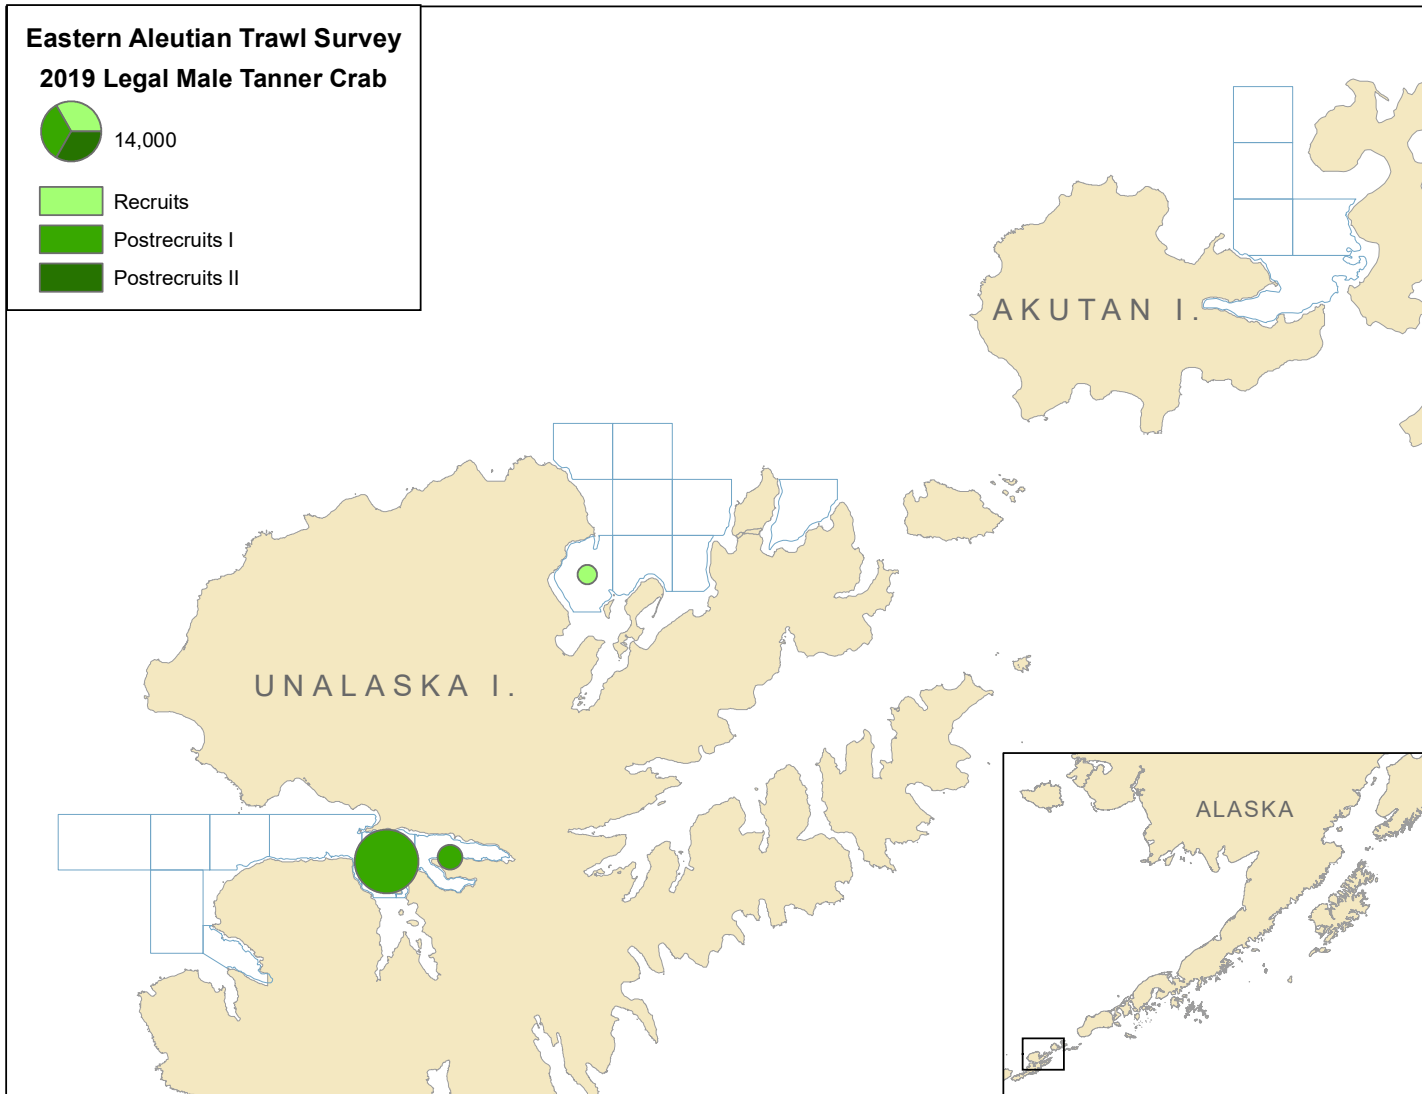 Eastern Aleutian Trawl Survey
2019 Legal Male Tanner Crab
14,000
Recruits
Postrecruits I
Postrecruits II
AKUTAN I.
UNALASKA I.
ALASKA